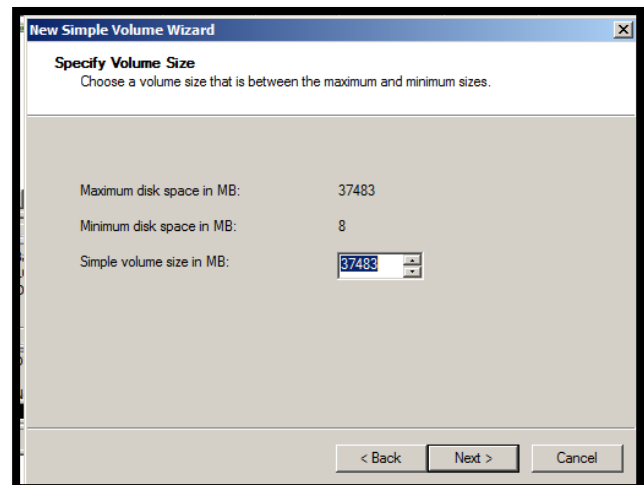 New Simple Volume Wizard
Specify Volume Size
Choose a volume size that is between the maximum and minimum sizes.
Maximum disk space in MB: 37483
Minimum disk space in MB: 8
Simple volume size in MB: 37483
< Back Next > Cancel